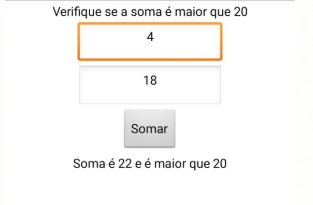 Verifique se a soma é maior que 20
4
18
Somar
Soma é 22 e é maior que 20